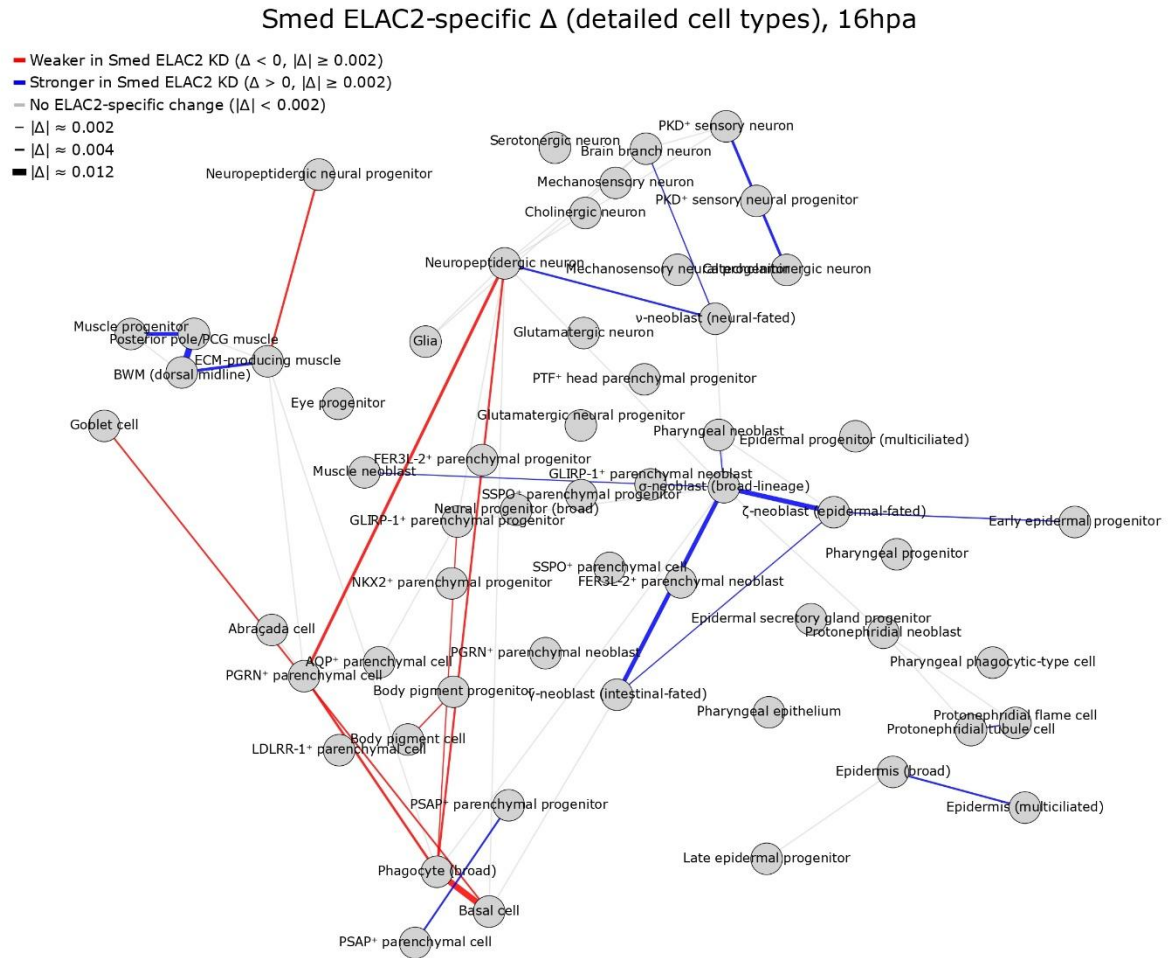 Smed ELAC2-specific Δ (detailed cell types), 16hpa
Weaker in Smed ELAC2 KD (Δ < 0, |Δ| ≥ 0.002)
Stronger in Smed ELAC2 KD (Δ > 0, |Δ| ≥ 0.002)
No ELAC2-specific change (|Δ| < 0.002)
|Δ| ≈ 0.002
|Δ| ≈ 0.004
|Δ| ≈ 0.012
PKD⁺ sensory neuron
Serotonergic neuron
Brain branch neuron
Neuropeptidergic neural progenitor
Mechanosensory neuron
PKD⁺ sensory neural progenitor
Cholinergic neuron
Neuropeptidergic neuron
Mechanosensory neural progenitor
Catecholaminergic neuron
ν-neoblast (neural-fated)
Muscle progenitor
Posterior pole/PCG muscle
Glia
Glutamatergic neuron
ECM-producing muscle
BWM (dorsal midline)
PTF⁺ head parenchymal progenitor
Eye progenitor
Goblet cell
Glutamatergic neural progenitor
Pharyngeal neoblast
Epidermal progenitor (multiciliated)
FER3L-2⁺ parenchymal progenitor
Muscle neoblast
GLIRP-1⁺ parenchymal neoblast
σ-neoblast (broad-lineage)
SSPO⁺ parenchymal progenitor
Neural progenitor (broad)
GLIRP-1⁺ parenchymal progenitor
ζ-neoblast (epidermal-fated)
Early epidermal progenitor
Pharyngeal progenitor
SSPO⁺ parenchymal cell
NKX2⁺ parenchymal progenitor
FER3L-2⁺ parenchymal neoblast
Epidermal secretory gland progenitor
Abraçada cell
Protonephridial neoblast
PGRN⁺ parenchymal neoblast
AQP⁺ parenchymal cell
Pharyngeal phagocytic-type cell
PGRN⁺ parenchymal cell
Body pigment progenitor
γ-neoblast (intestinal-fated)
Pharyngeal epithelium
Protonephridial flame cell
Protonephridial tubule cell
Body pigment cell
LDLRR-1⁺ parenchymal cell
Epidermis (broad)
PSAP⁺ parenchymal progenitor
Epidermis (multiciliated)
Late epidermal progenitor
Phagocyte (broad)
Basal cell
PSAP⁺ parenchymal cell